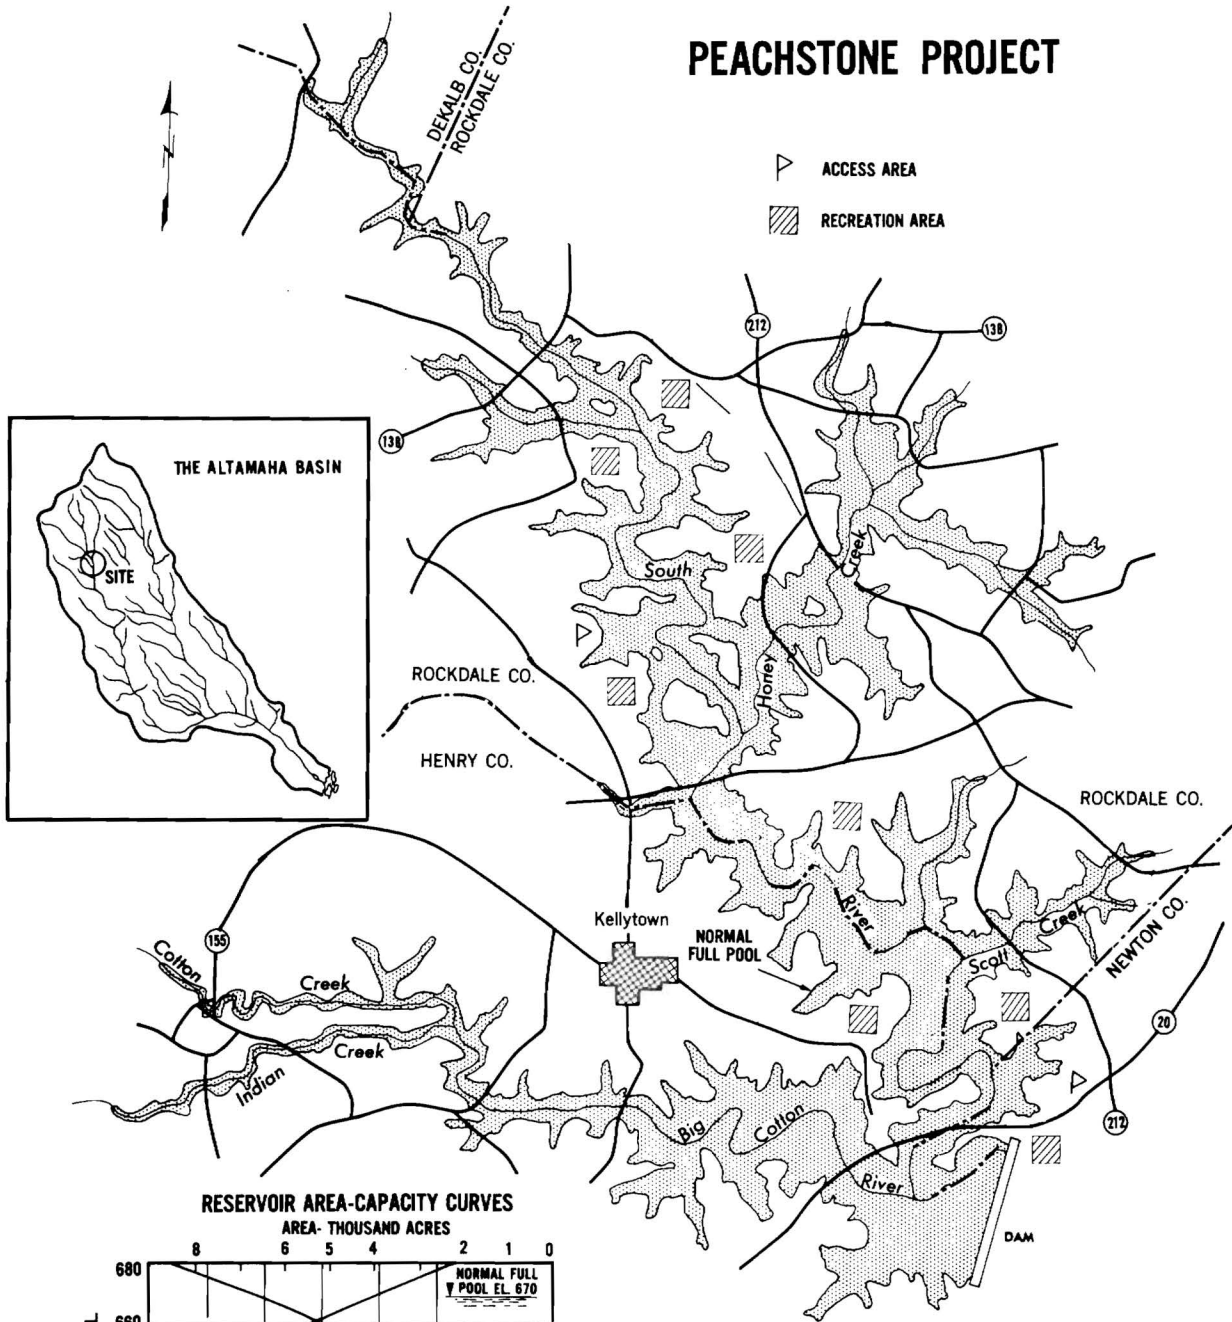 PEACHSTONE PROJECT
DEKALB CO.
ROCKDALE CO.
N
ACCESS AREA
RECREATION AREA
212
138
138
THE ALTAMAHA BASIN
SITE
South
Creek
Honey
ROCKDALE CO.
HENRY CO.
ROCKDALE CO.
NEWTON CO.
Kellytown
NORMAL
FULL POOL
River
Scott
Creek
155
Cotton
Creek
Indian
Creek
20
212
Big
Cotton
River
DAM
RESERVOIR AREA-CAPACITY CURVES
AREA- THOUSAND ACRES
8 6 5 4 2 1 0
680
NORMAL FULL
POOL EL. 670
660